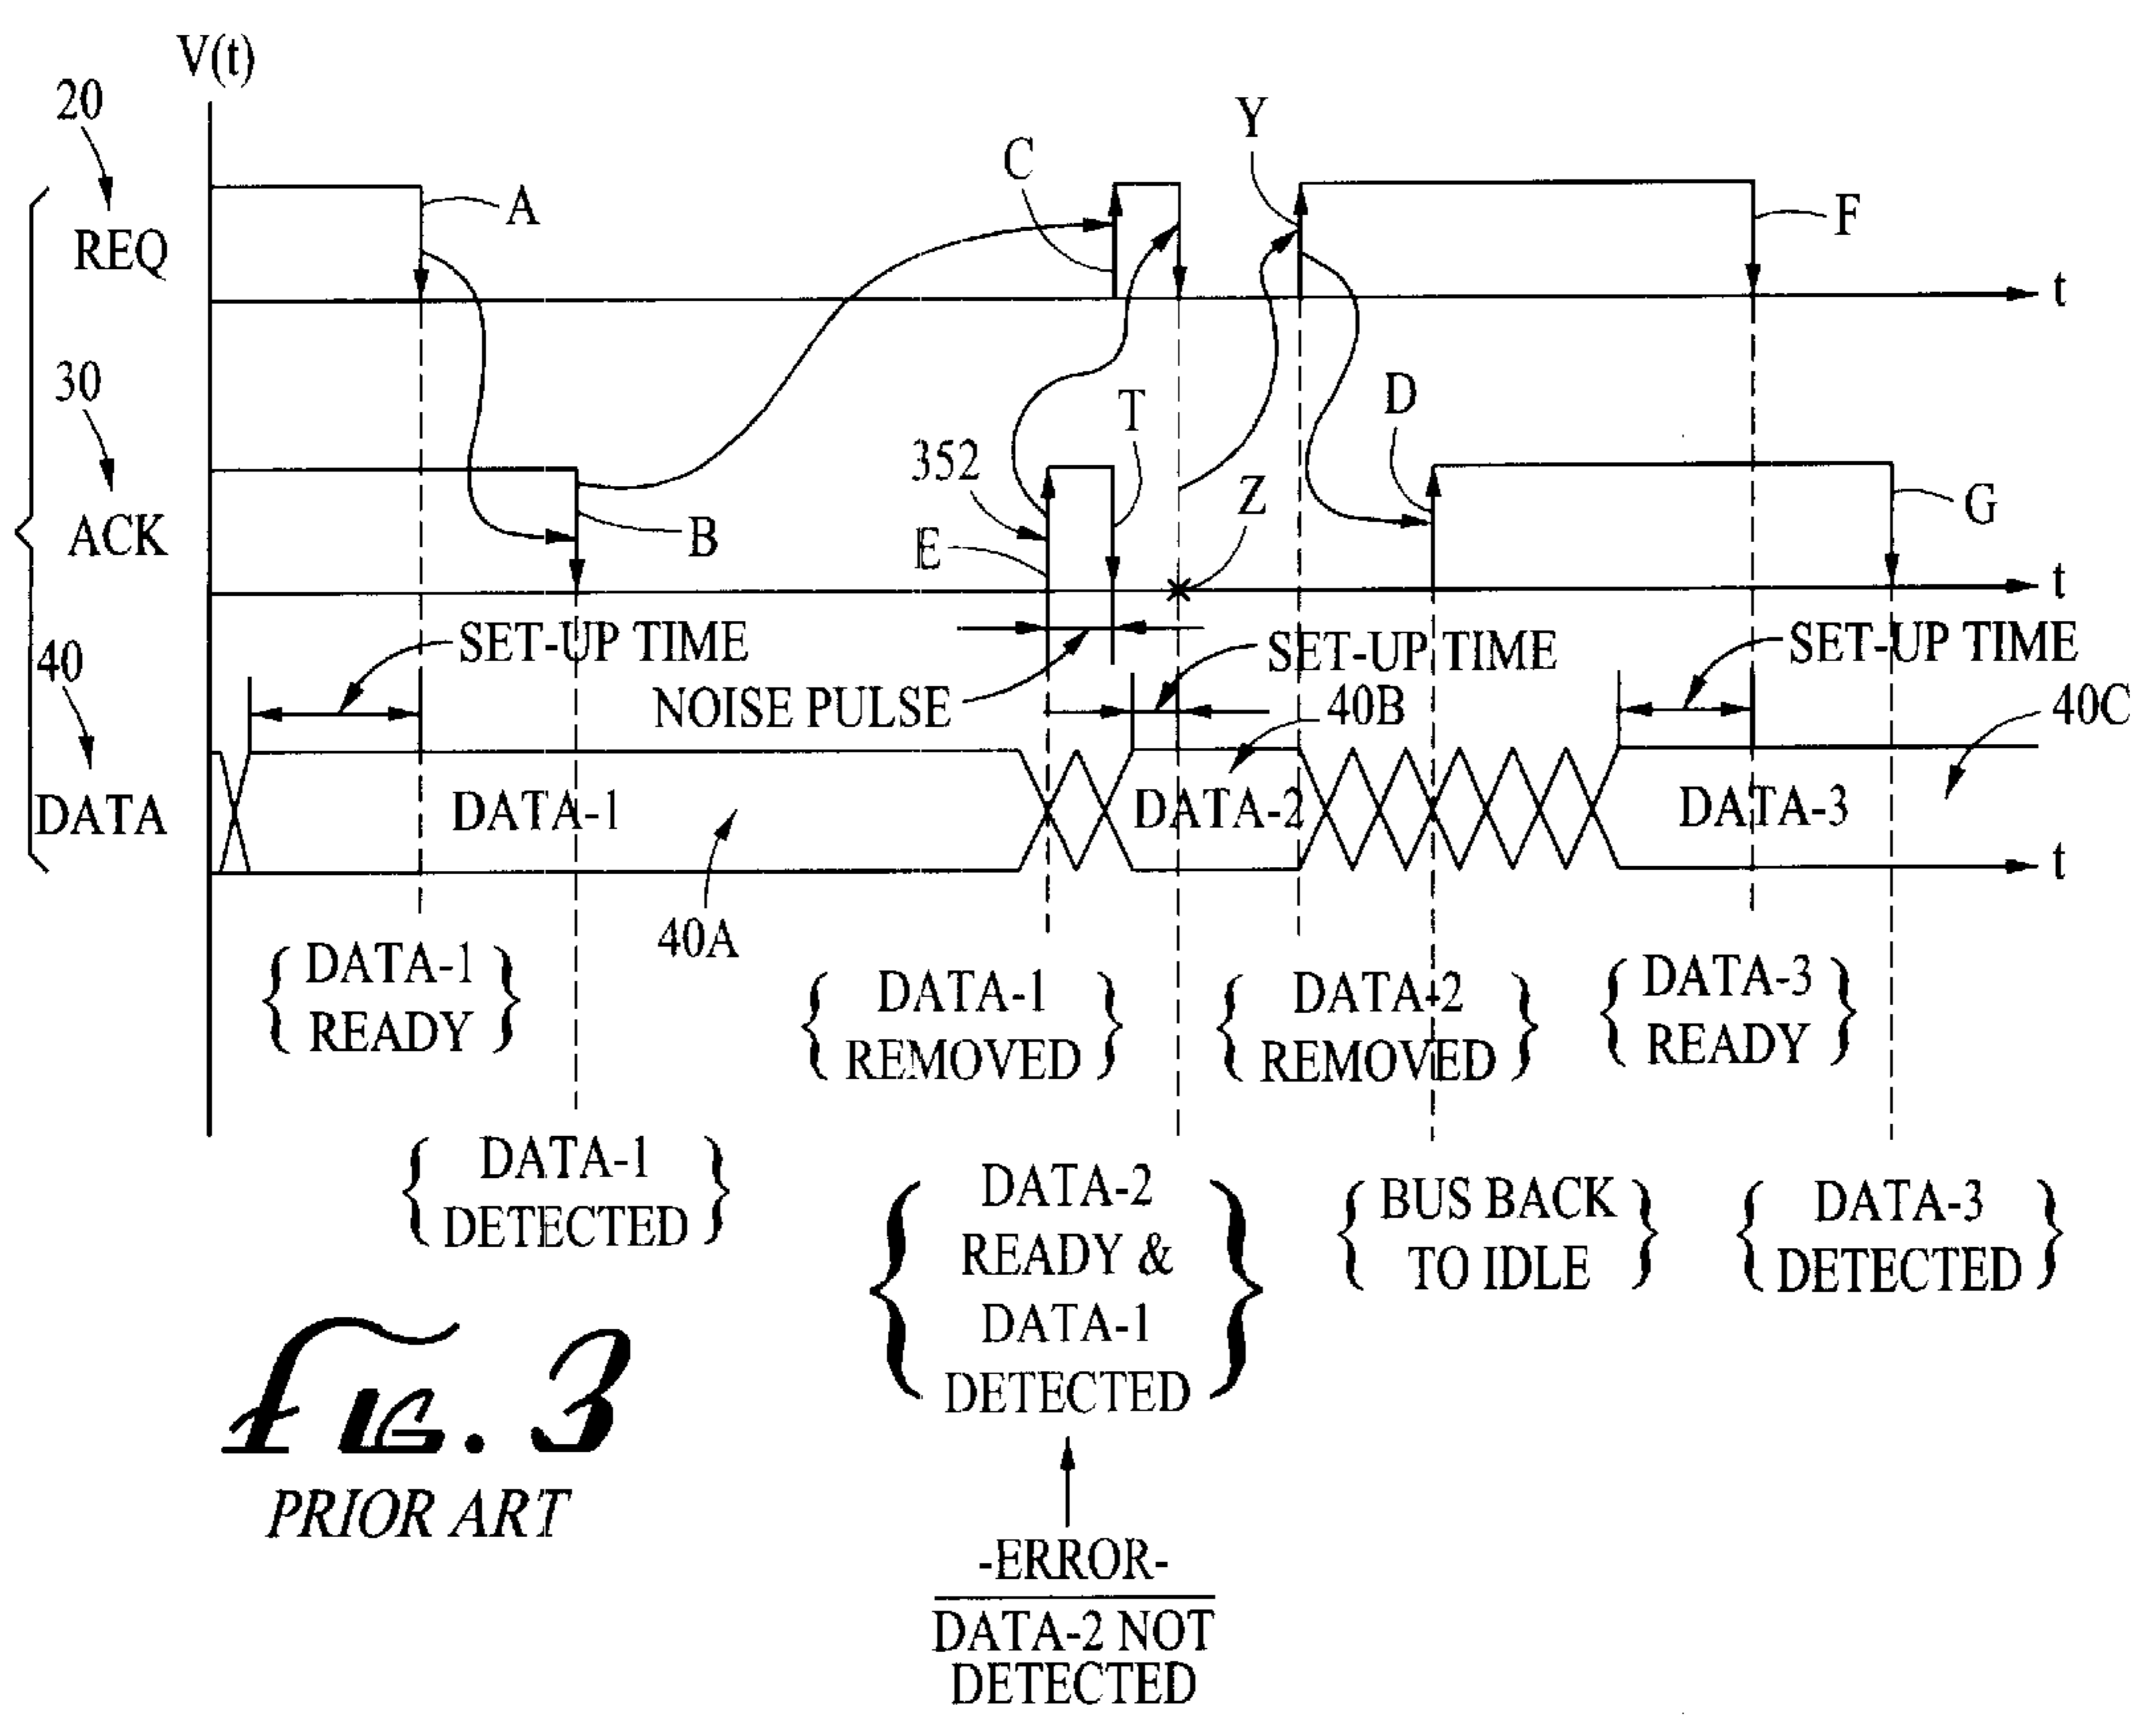 V(t)
20
REQ
A
C
Y
F
t
30
ACK
B
352
E
T
Z
D
G
t
SET-UP TIME
NOISE PULSE
SET-UP TIME
SET-UP TIME
40
DATA
DATA-1
40A
DATA-2
40B
DATA-3
40C
t
DATA-1
READY
DATA-1
REMOVED
DATA-2
REMOVED
DATA-3
READY
DATA-1
DETECTED
DATA-2
READY &
DATA-1
DETECTED
BUS BACK
TO IDLE
DATA-3
DETECTED
-ERROR-
DATA-2 NOT
DETECTED
FIG. 3
PRIOR ART